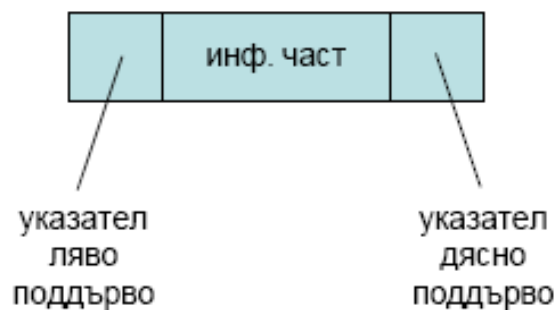 инф. част
указател
ляво
поддърво
указател
дясно
поддърво